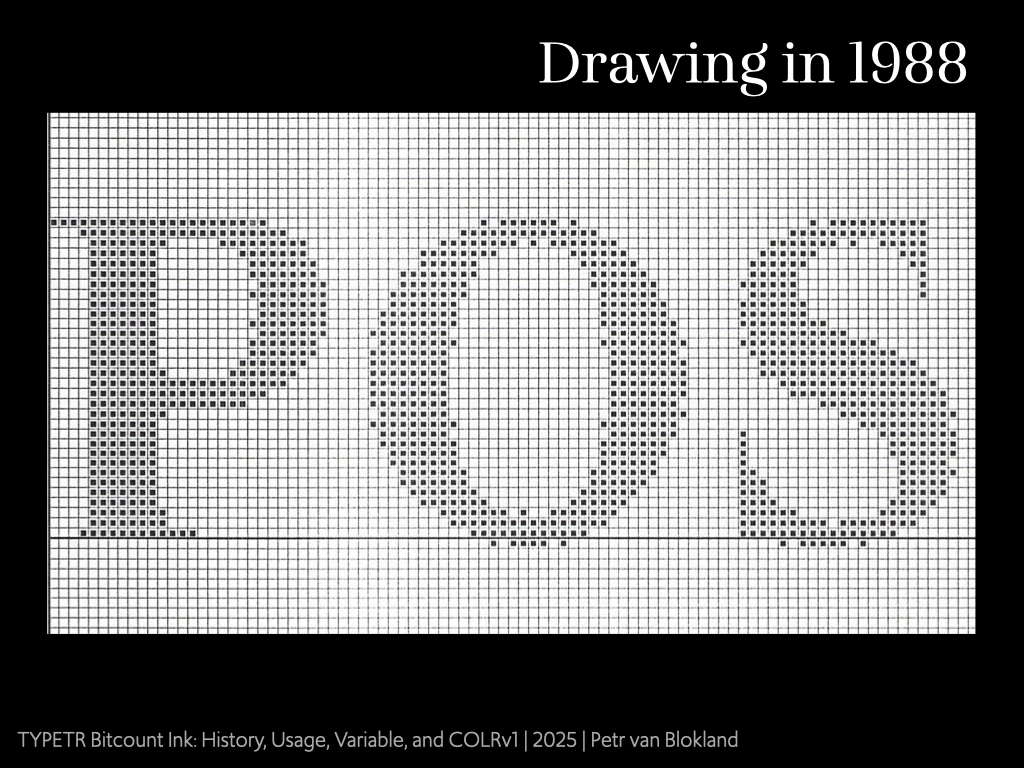 Drawing in 1988
POS
TYPETR Bitcount Ink: History, Usage, Variable, and COLRv1 | 2025 | Petr van Blokland